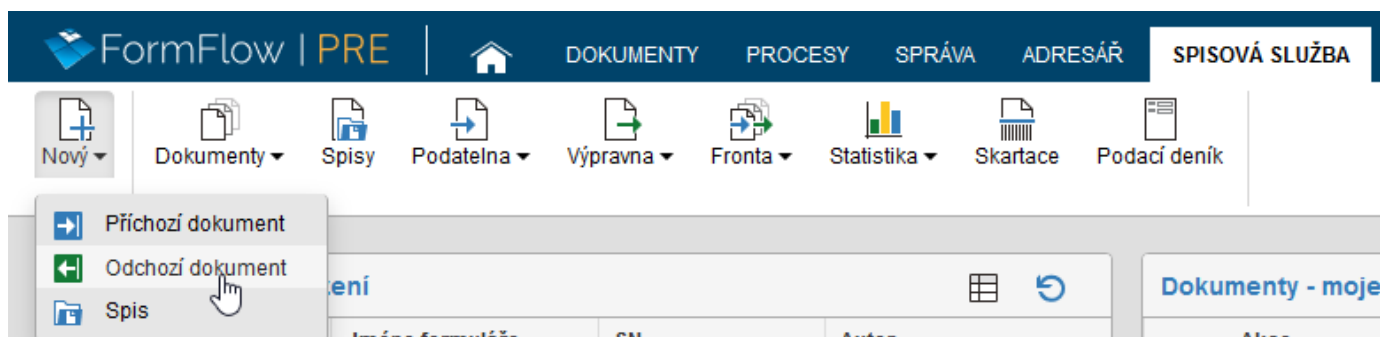 FormFlow | PRE DOKUMENTY PROCESY SPRÁVA ADRESÁŘ SPISOVÁ SLUŽBA
Nový Dokumenty Spisy Podatelna Výpravna Fronta Statistika Skartace Podací deník
Příchozí dokument
Odchozí dokument
Spis
Dokumenty - moje